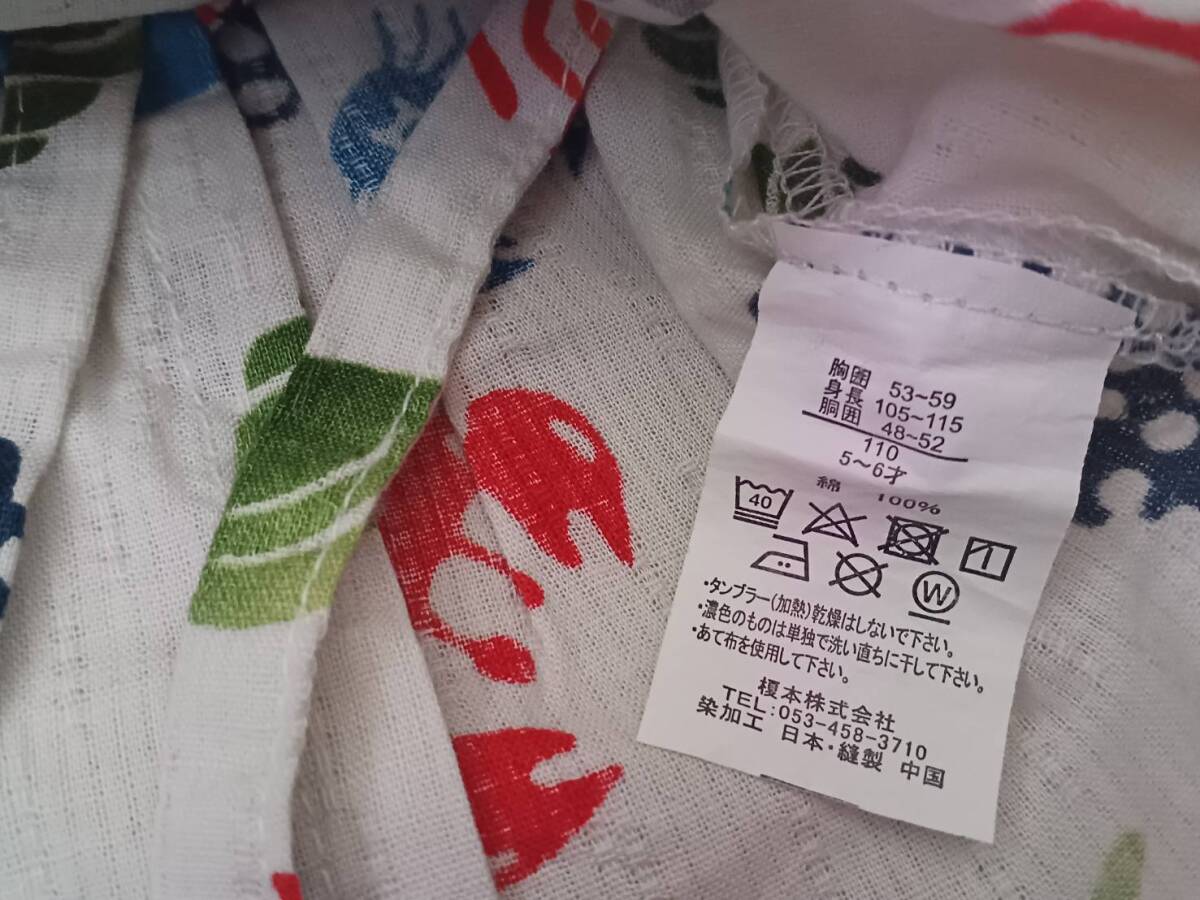 胸囲 53~59
身長 105~115
胴囲 48~52
110
5~6才
綿 100%
40
W
・タンブラー(加熱)乾燥はしないで下さい。
・濃色のものは単独で洗い直ちに干して下さい。
・あて布を使用して下さい。
榎本株式会社
TEL:053-458-3710
染加工 日本・縫製 中国